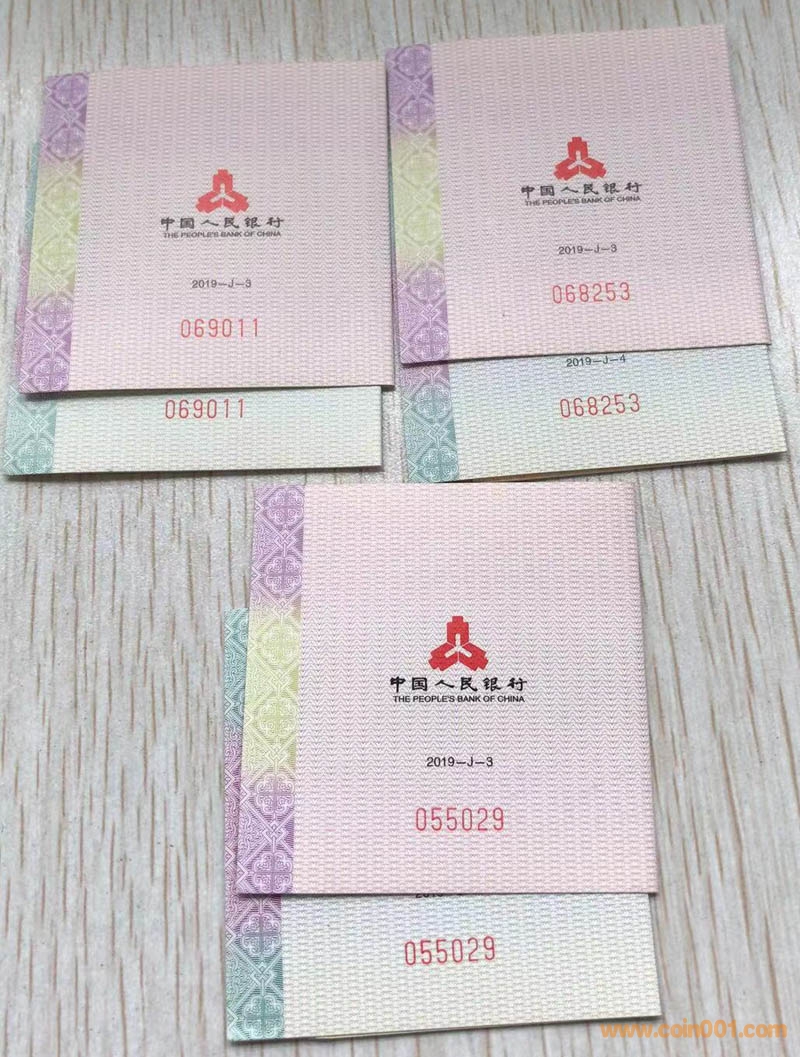 中国人民银行
THE PEOPLE'S BANK OF CHINA
2019-J-3
069011
069011
中国人民银行
THE PEOPLE'S BANK OF CHINA
2019-J-3
068253
2019-J-4
068253
中国人民银行
THE PEOPLE'S BANK OF CHINA
2019-J-3
055029
055029
www.coin001.com